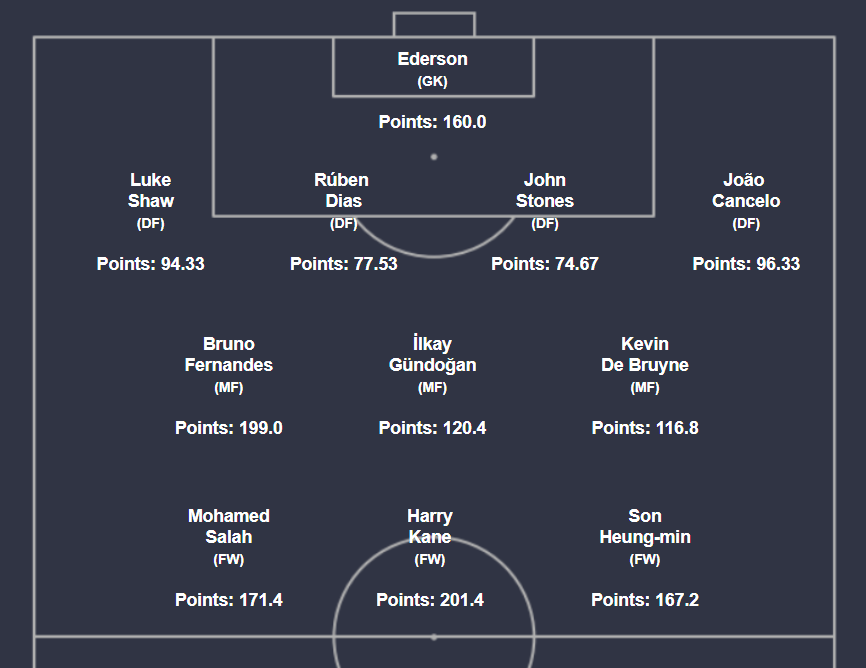 Ederson
(GK)
Points: 160.0
Luke
Shaw
(DF)
Points: 94.33
Rúben
Dias
(DF)
Points: 77.53
John
Stones
(DF)
Points: 74.67
João
Cancelo
(DF)
Points: 96.33
Bruno
Fernandes
(MF)
Points: 199.0
İlkay
Gündoğan
(MF)
Points: 120.4
Kevin
De Bruyne
(MF)
Points: 116.8
Mohamed
Salah
(FW)
Points: 171.4
Harry
Kane
(FW)
Points: 201.4
Son
Heung-min
(FW)
Points: 167.2